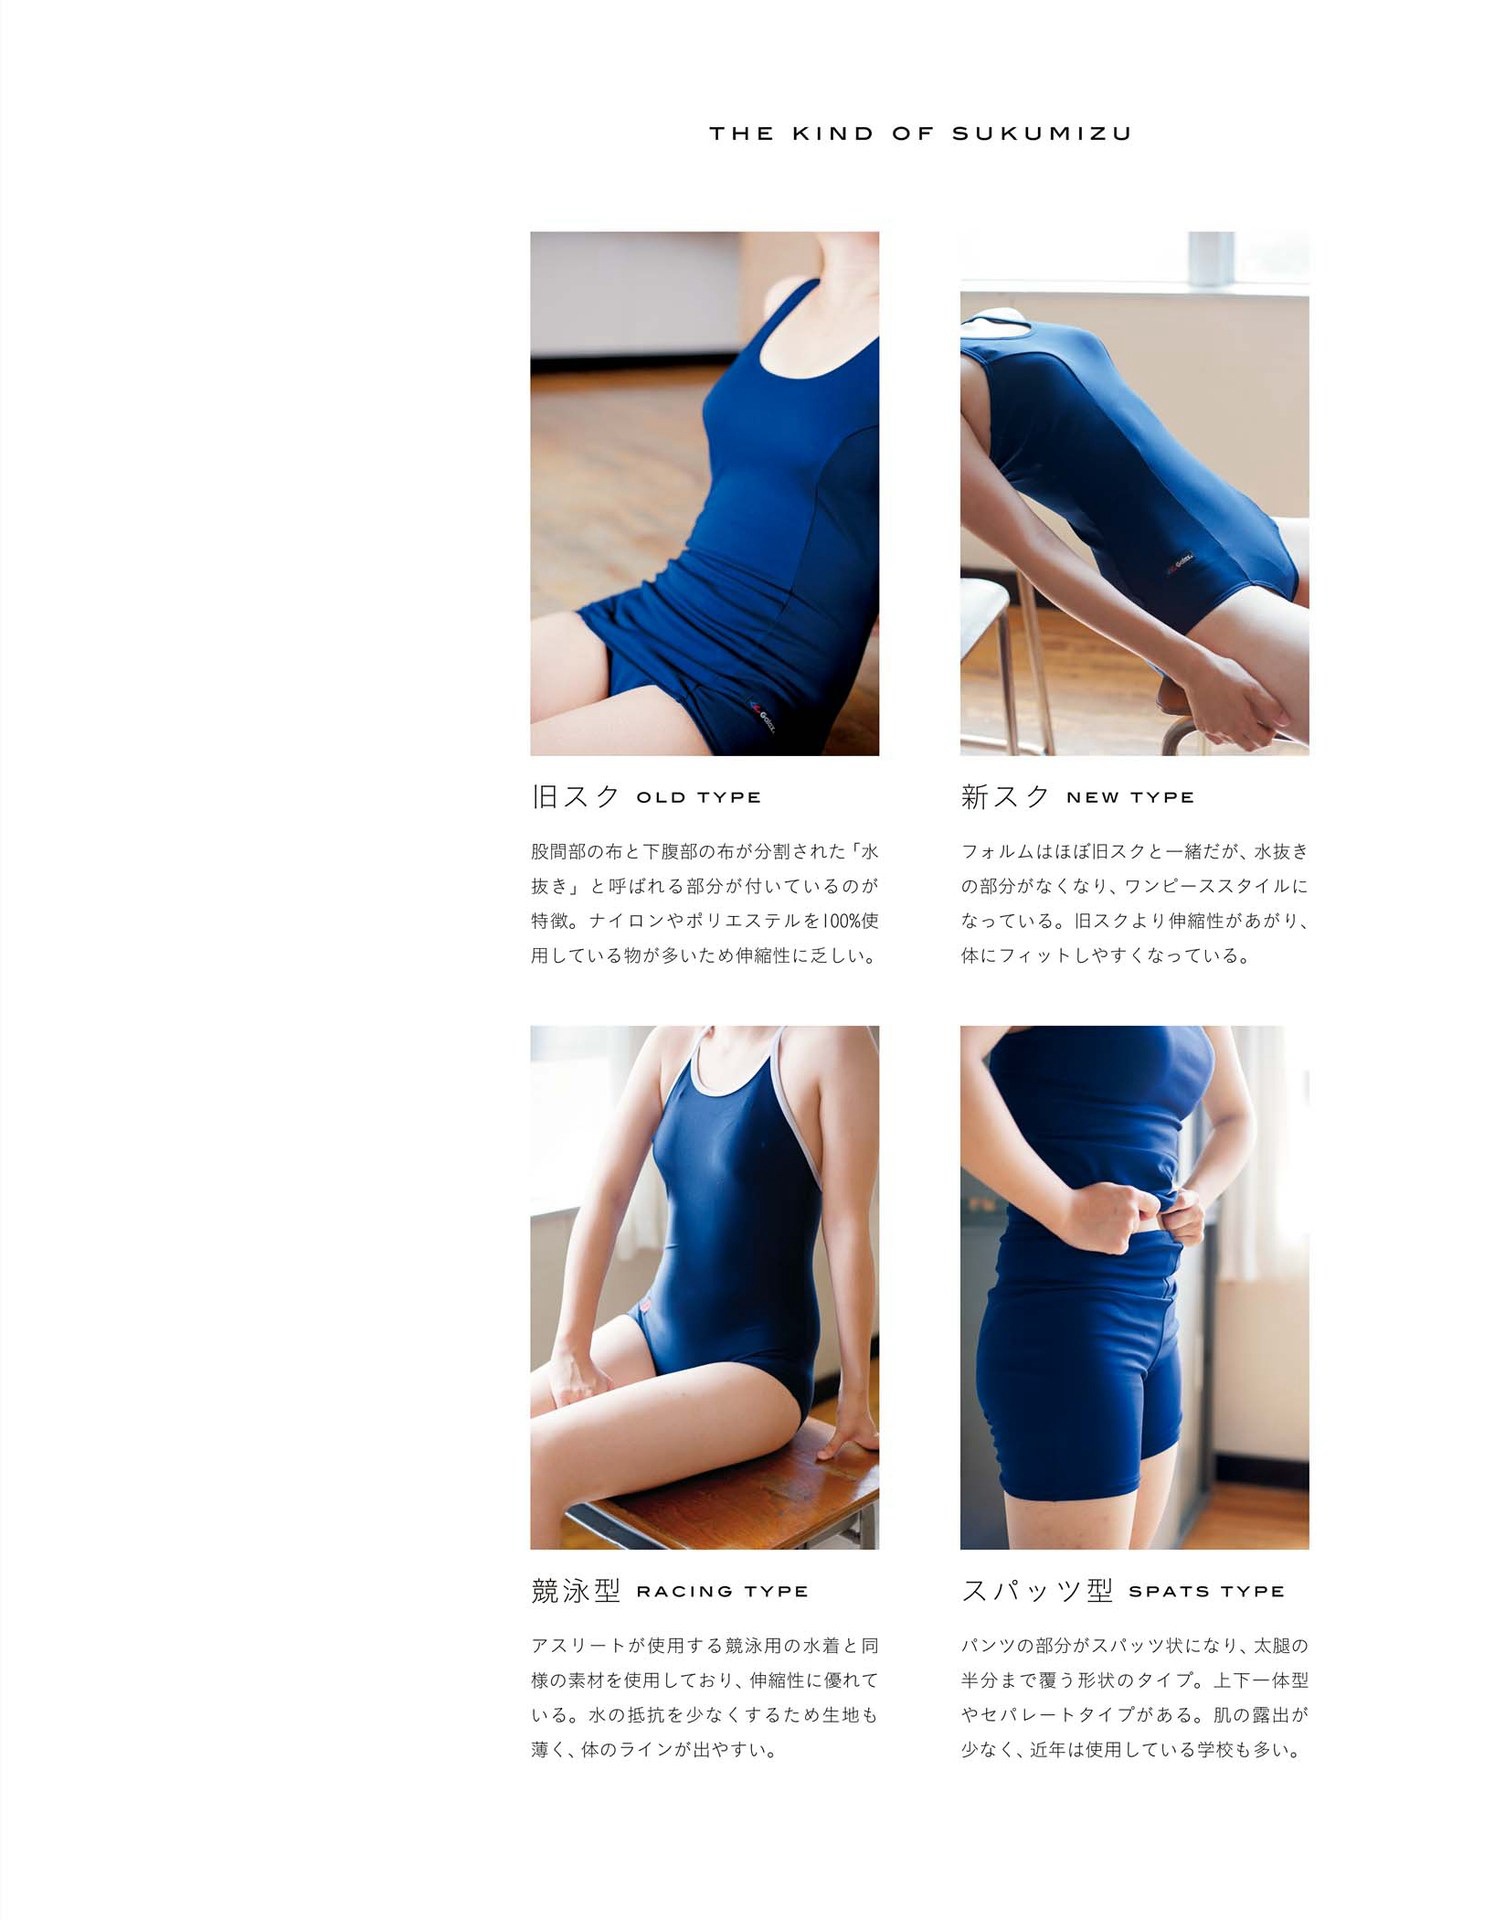 THE KIND OF SUKUMIZU
旧スク OLD TYPE
股間部の布と下腹部の布が分割された「水
抜き」と呼ばれる部分が付いているのが
特徴。ナイロンやポリエステルを100%使
用している物が多いため伸縮性に乏しい。
新スク NEW TYPE
フォルムはほぼ旧スクと一緒だが、水抜き
の部分がなくなり、ワンピーススタイルに
なっている。旧スクより伸縮性があがり、
体にフィットしやすくなっている。
競泳型 RACING TYPE
アスリートが使用する競泳用の水着と同
様の素材を使用しており、伸縮性に優れて
いる。水の抵抗を少なくするため生地も
薄く、体のラインが出やすい。
スパッツ型 SPATS TYPE
パンツの部分がスパッツ状になり、太腿の
半分まで覆う形状のタイプ。上下一体型
やセパレートタイプがある。肌の露出が
少なく、近年は使用している学校も多い。